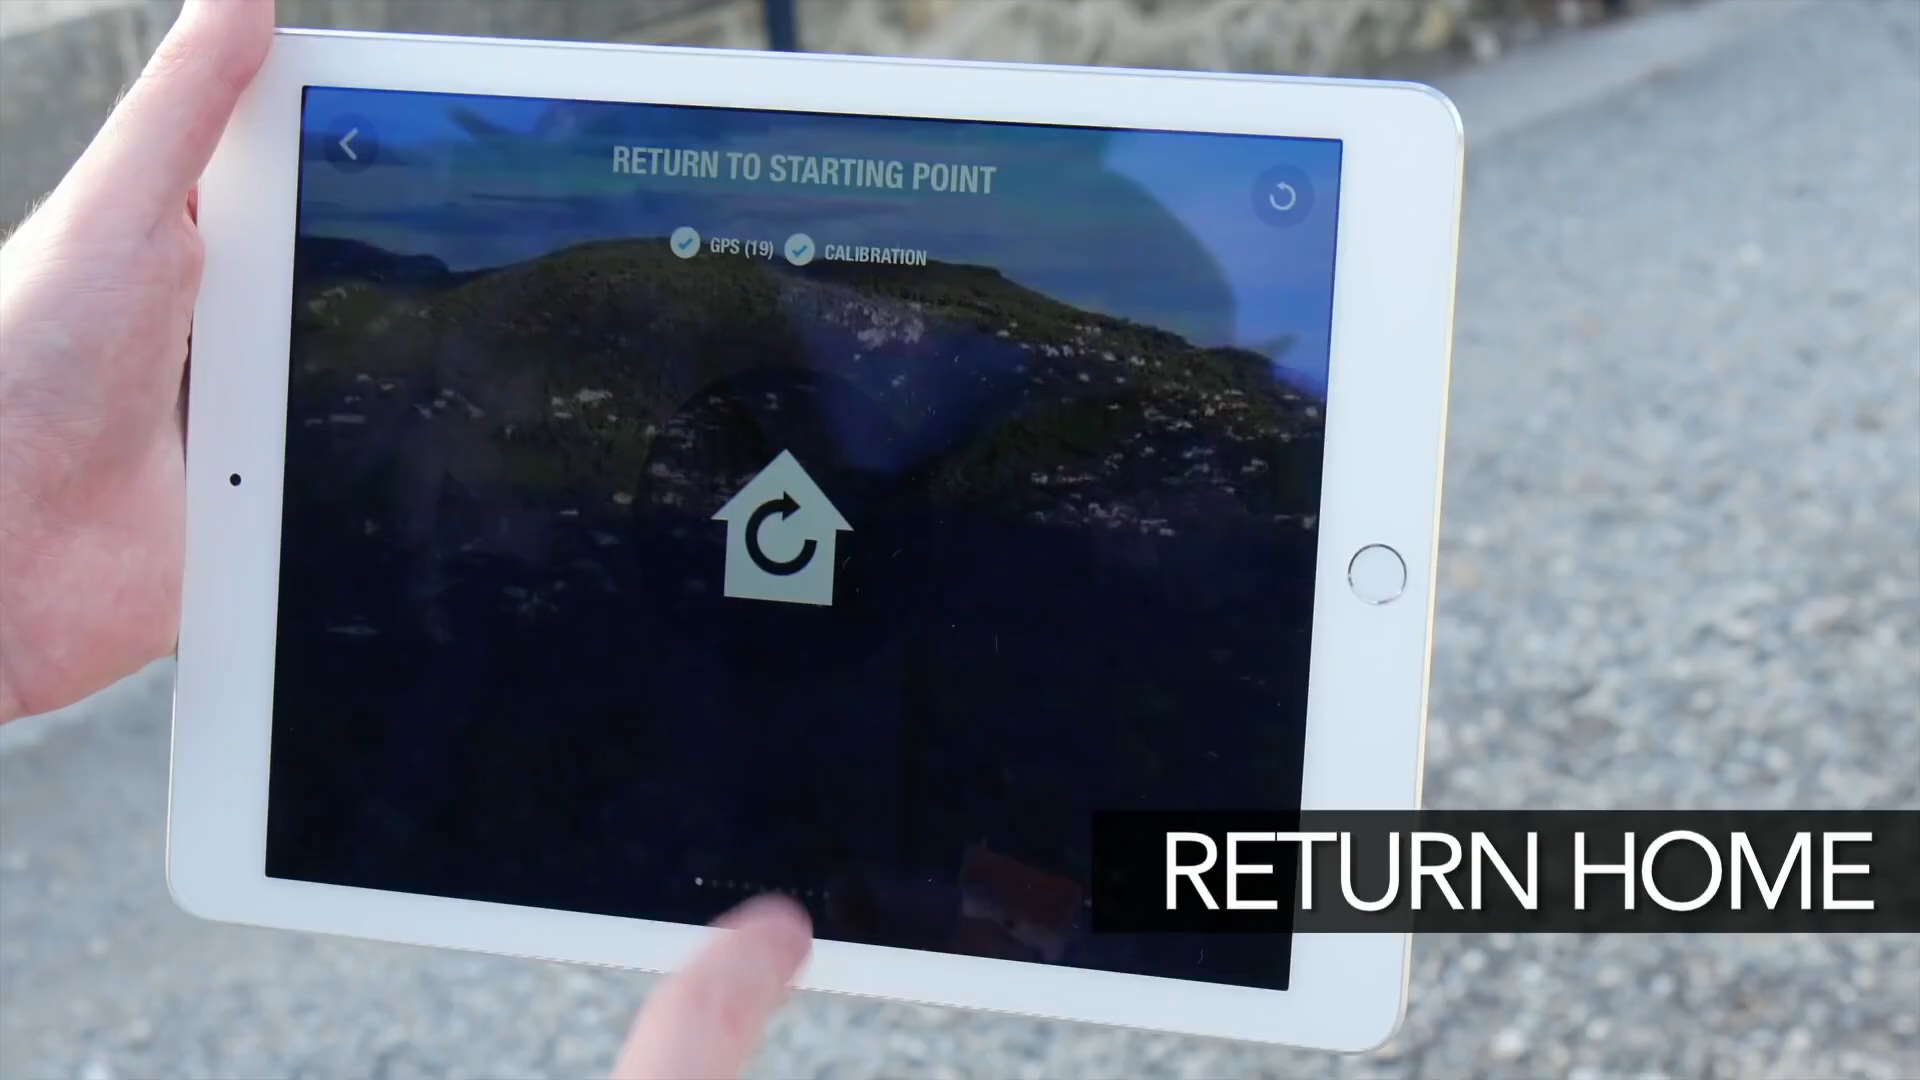 RETURN TO STARTING POINT
GPS (19) CALIBRATION
RETURN HOME